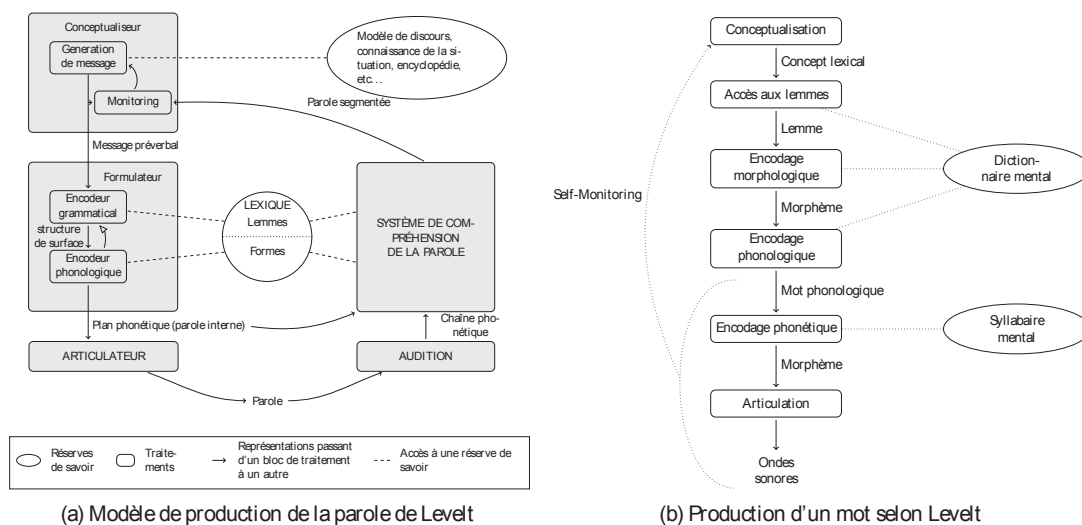 Conceptualiseur
Generation
de message
Modèle de discours,
connaissance de la si-
tuation, encyclopédie,
etc...
Monitoring
Parole segmentée
Message préverbal
Formulateur
Encodeur
grammatical
structure
de surface
Encodeur
phonologique
LEXIQUE
Lemmes
Formes
SYSTÈME DE COM-
PRÉHENSION
DE LA PAROLE
Plan phonétique (parole interne)
Chaîne pho-
nétique
ARTICULATEUR
AUDITION
Parole
Réserves
de savoir
Traite-
ments
Représentations passant
d'un bloc de traitement
à un autre
Accès à une réserve de
savoir
(a) Modèle de production de la parole de Levelt
Conceptualisation
Concept lexical
Accès aux lemmes
Lemme
Encodage
morphologique
Diction-
naire mental
Self-Monitoring
Morphème
Encodage
phonologique
Mot phonologique
Encodage phonétique
Syllabaire
mental
Morphème
Articulation
Ondes
sonores
(b) Production d'un mot selon Levelt